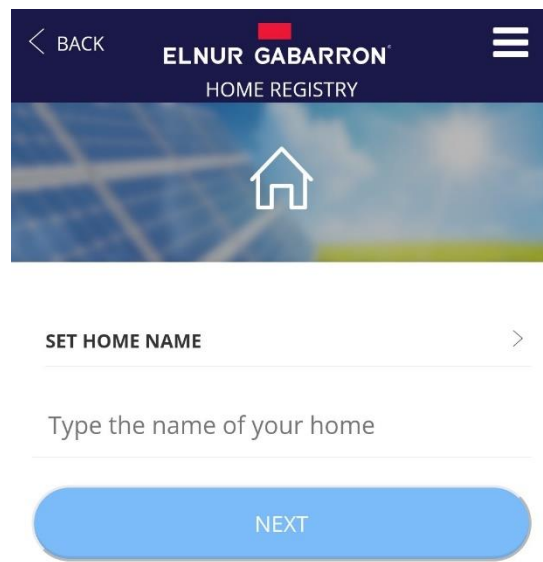 BACK
ELNUR GABARRON
HOME REGISTRY
SET HOME NAME
Type the name of your home
NEXT